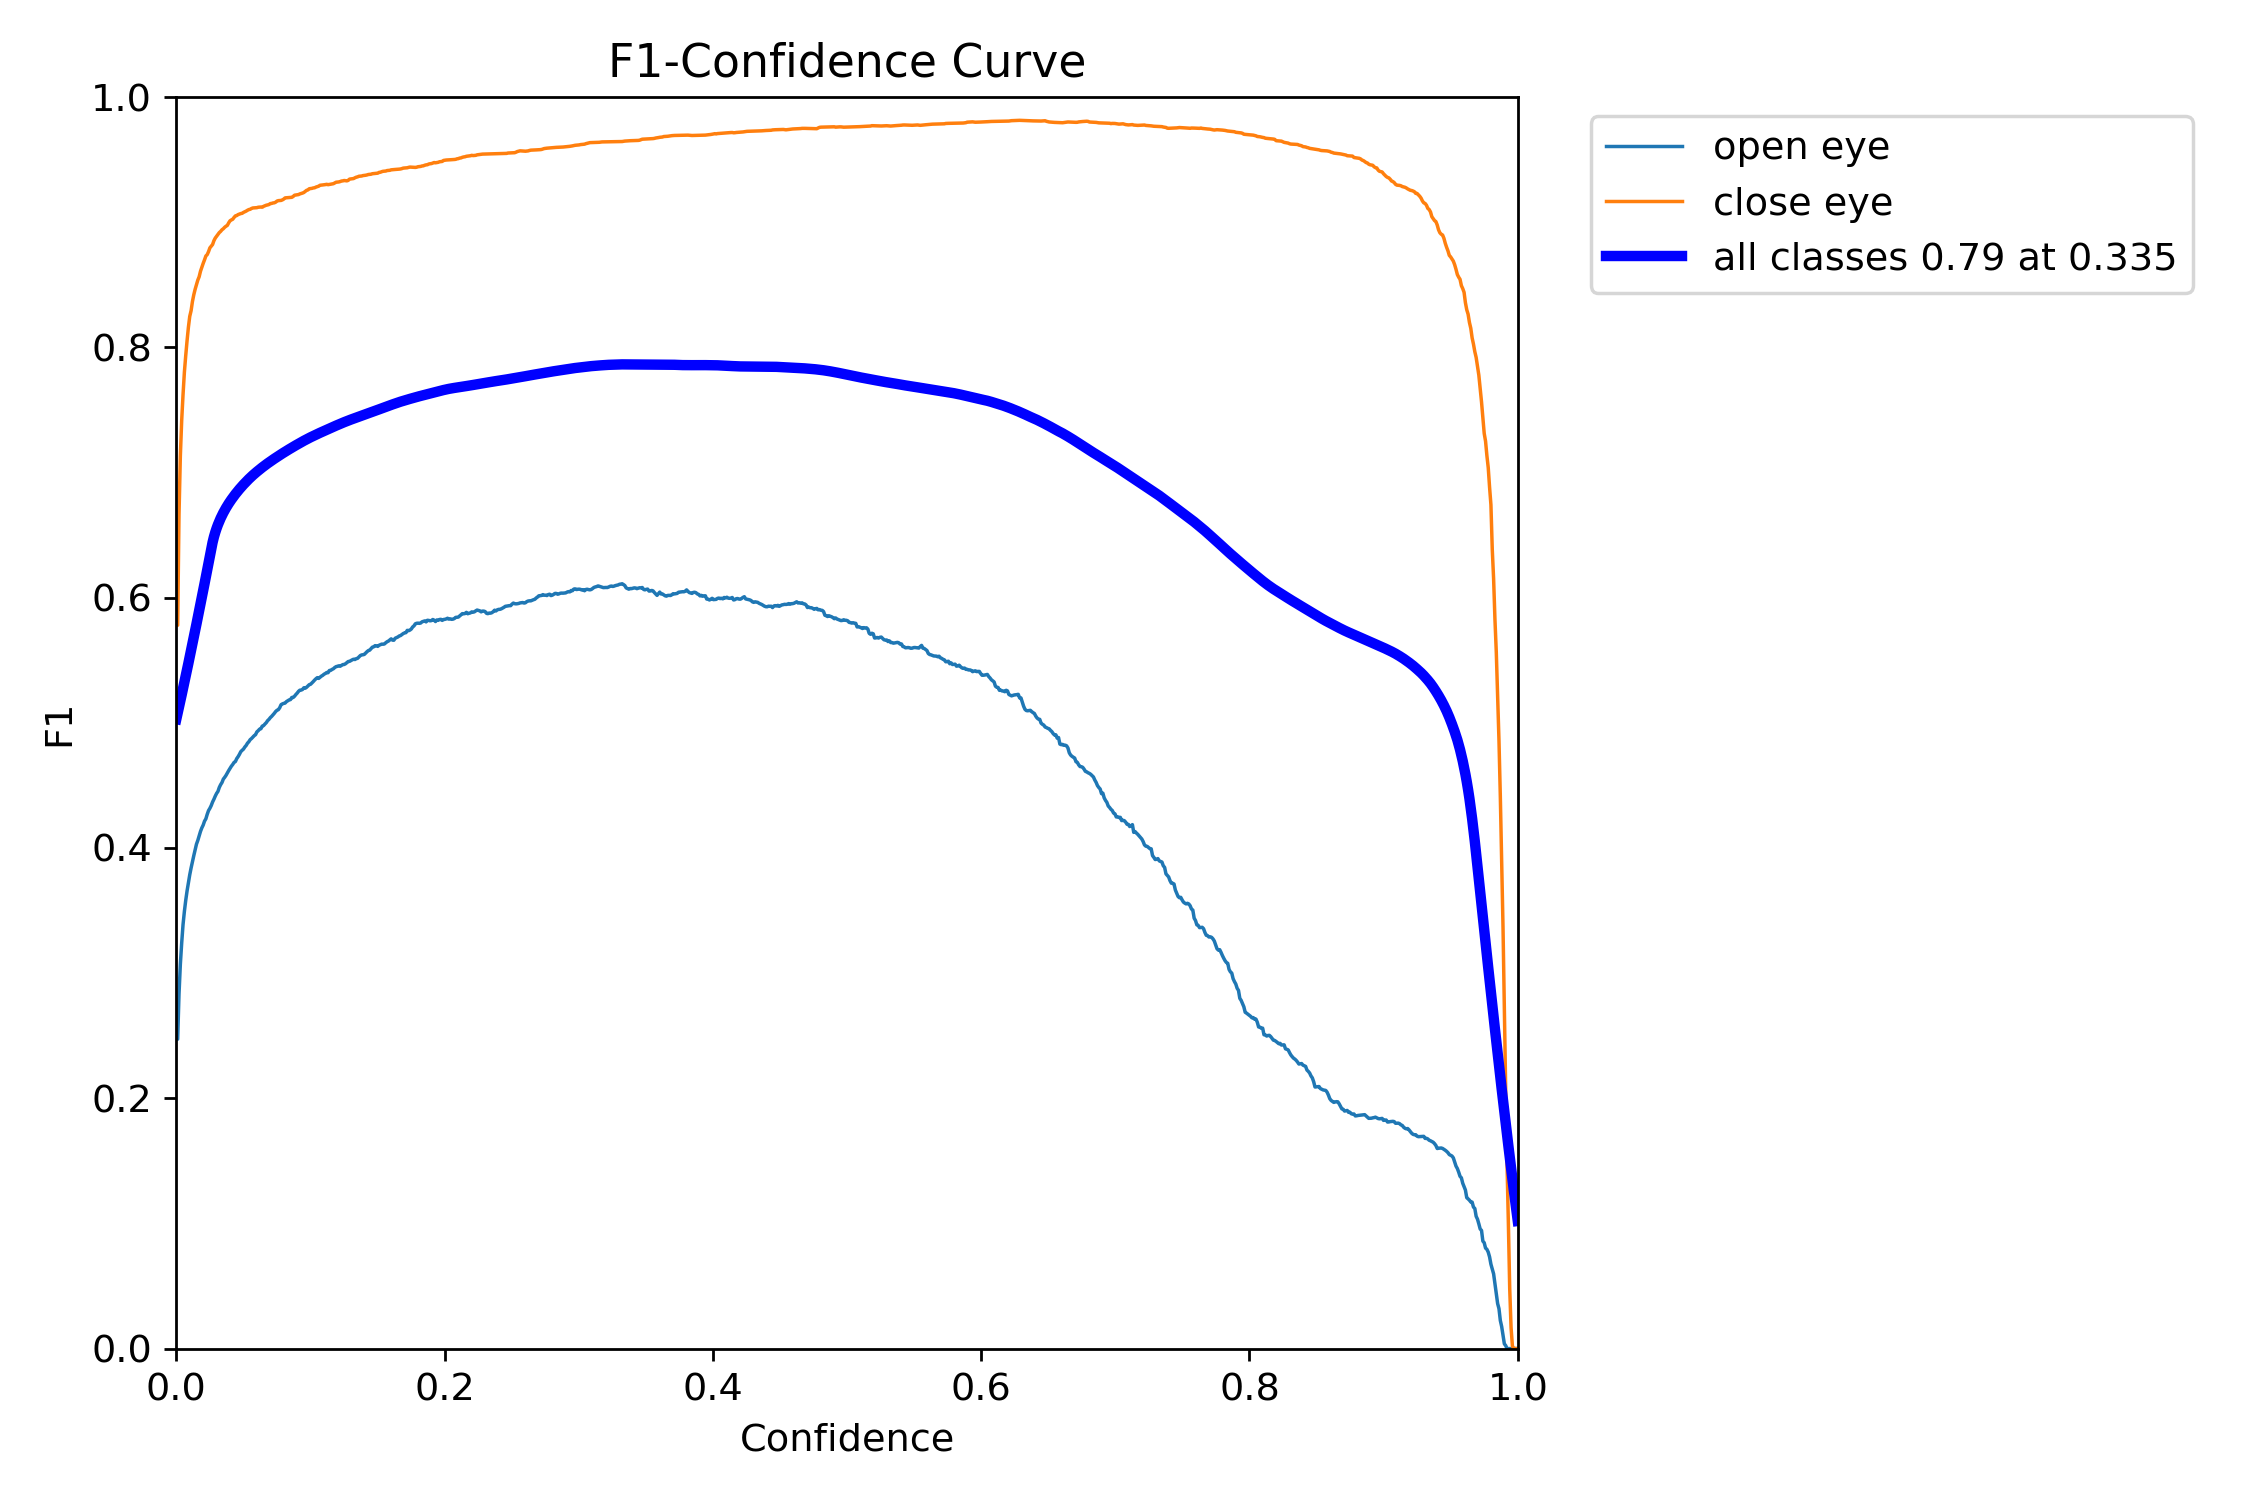 F1-Confidence Curve
open eye
close eye
all classes 0.79 at 0.335
F1
1.0
0.8
0.6
0.4
0.2
0.0
0.0 0.2 0.4 0.6 0.8 1.0
Confidence